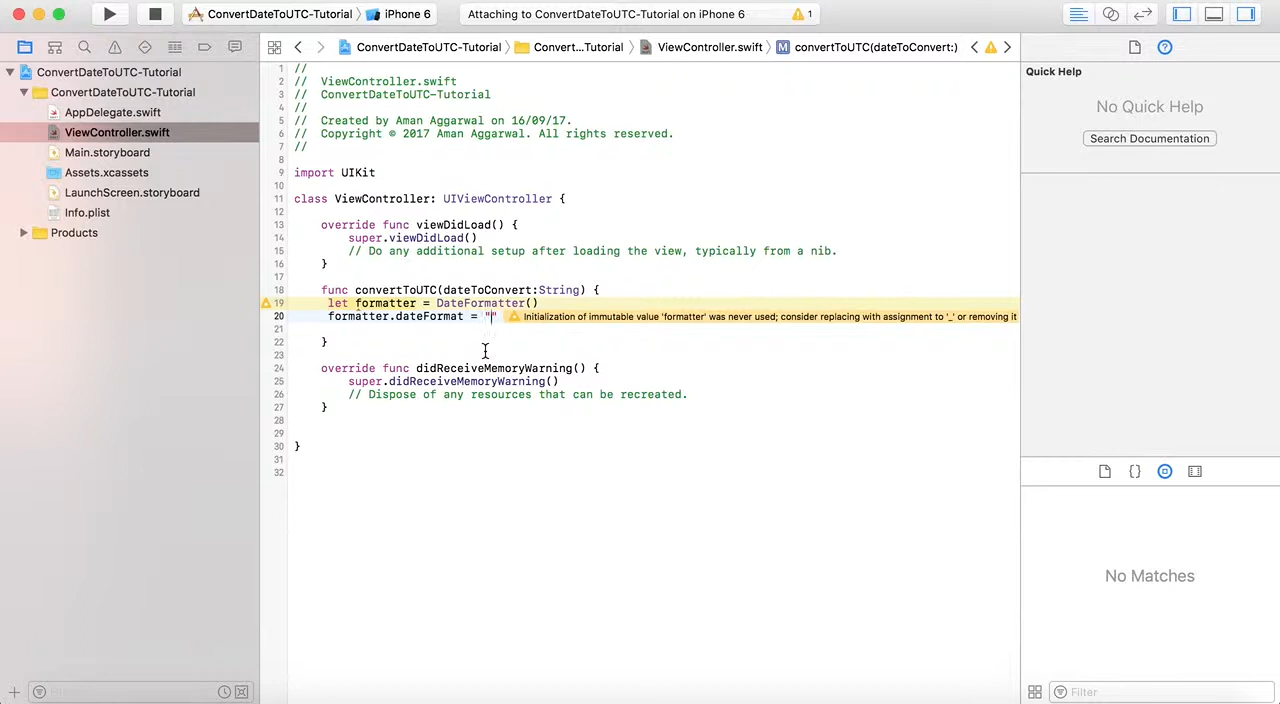 ConvertDateToUTC-Tutorial iPhone 6 Attaching to ConvertDateToUTC-Tutorial on iPhone 6 1
ConvertDateToUTC-Tutorial Convert...Tutorial ViewController.swift convertToUTC(dateToConvert:)
ConvertDateToUTC-Tutorial
ConvertDateToUTC-Tutorial
AppDelegate.swift
ViewController.swift
Main.storyboard
Assets.xcassets
LaunchScreen.storyboard
Info.plist
Products
Filter
1 //
2 //  ViewController.swift
3 //  ConvertDateToUTC-Tutorial
4 //
5 //  Created by Aman Aggarwal on 16/09/17.
6 //  Copyright © 2017 Aman Aggarwal. All rights reserved.
7 //
8
9 import UIKit
10
11 class ViewController: UIViewController {
12
13 override func viewDidLoad() {
14 super.viewDidLoad()
15 // Do any additional setup after loading the view, typically from a nib.
16 }
17
18 func convertToUTC(dateToConvert:String) {
19 let formatter = DateFormatter()
20 formatter.dateFormat = "" Initialization of immutable value 'formatter' was never used; consider replacing with assignment to '_' or removing it
21
22 }
23
24 override func didReceiveMemoryWarning() {
25 super.didReceiveMemoryWarning()
26 // Dispose of any resources that can be recreated.
27 }
28
29
30 }
31
32
Quick Help
No Quick Help
Search Documentation
No Matches
Filter